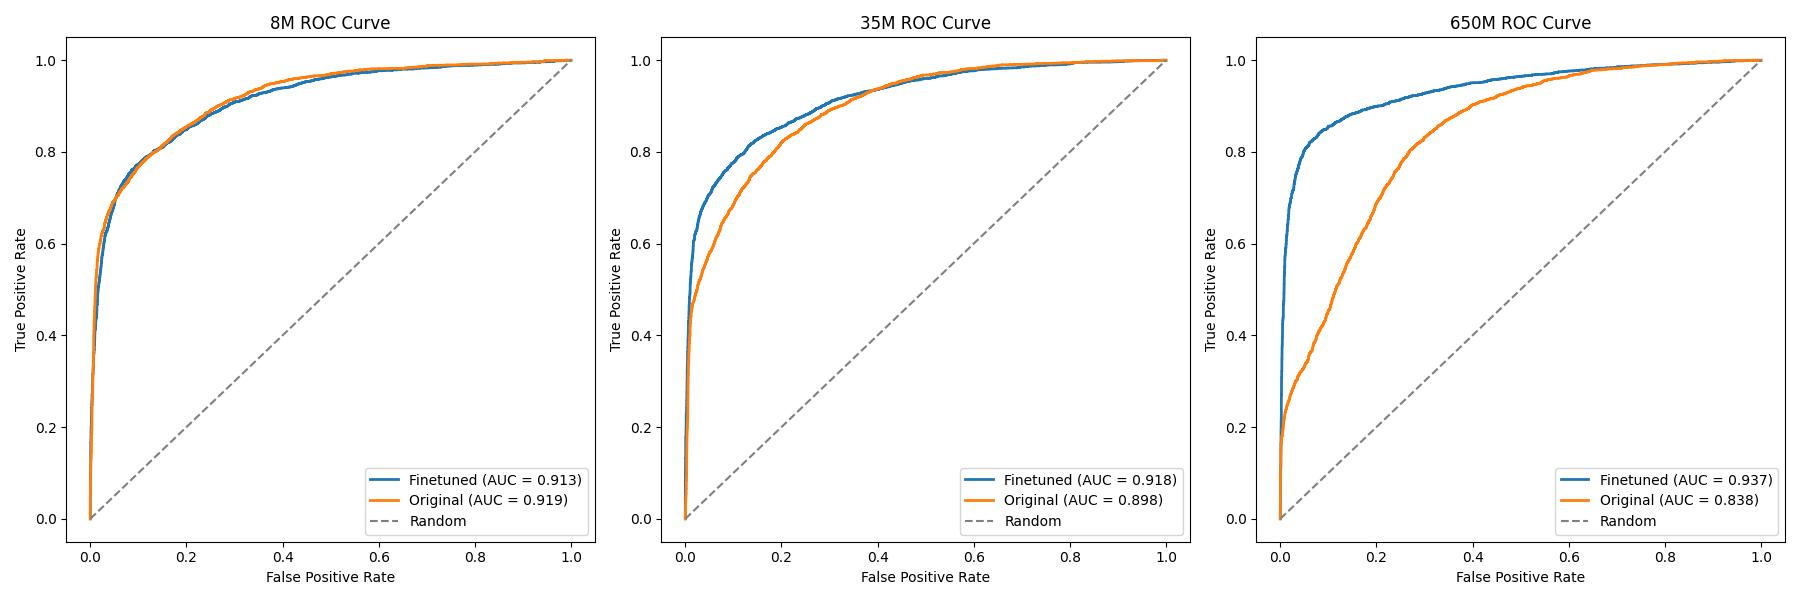 8M ROC Curve
True Positive Rate
1.0
0.8
0.6
0.4
0.2
0.0
0.0 0.2 0.4 0.6 0.8 1.0
False Positive Rate
Finetuned (AUC = 0.913)
Original (AUC = 0.919)
Random
35M ROC Curve
True Positive Rate
1.0
0.8
0.6
0.4
0.2
0.0
0.0 0.2 0.4 0.6 0.8 1.0
False Positive Rate
Finetuned (AUC = 0.918)
Original (AUC = 0.898)
Random
650M ROC Curve
True Positive Rate
1.0
0.8
0.6
0.4
0.2
0.0
0.0 0.2 0.4 0.6 0.8 1.0
False Positive Rate
Finetuned (AUC = 0.937)
Original (AUC = 0.838)
Random